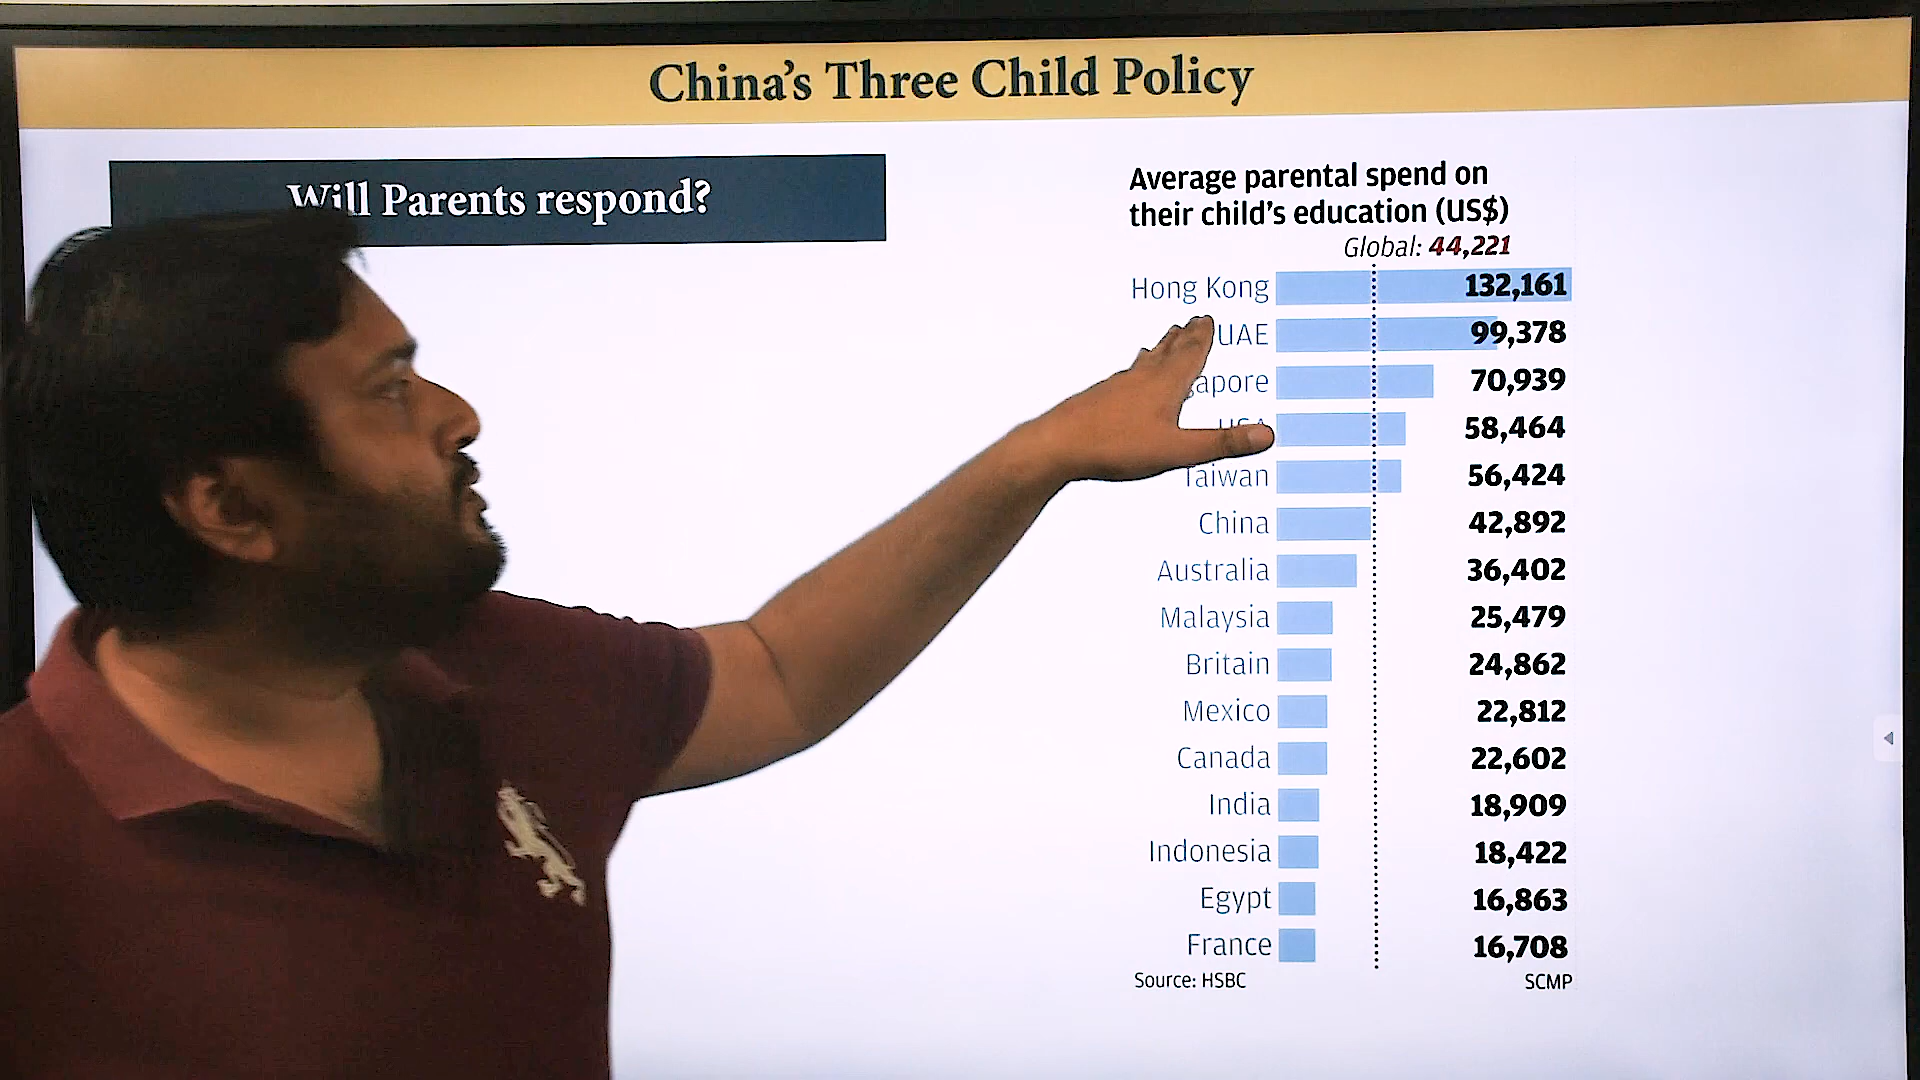 China's Three Child Policy
Will Parents respond?
Average parental spend on
their child's education (US$)
Global: 44,221
Hong Kong 132,161
UAE 99,378
70,939
58,464
Taiwan 56,424
China 42,892
Australia 36,402
Malaysia 25,479
Britain 24,862
Mexico 22,812
Canada 22,602
India 18,909
Indonesia 18,422
Egypt 16,863
France 16,708
Source: HSBC SCMP